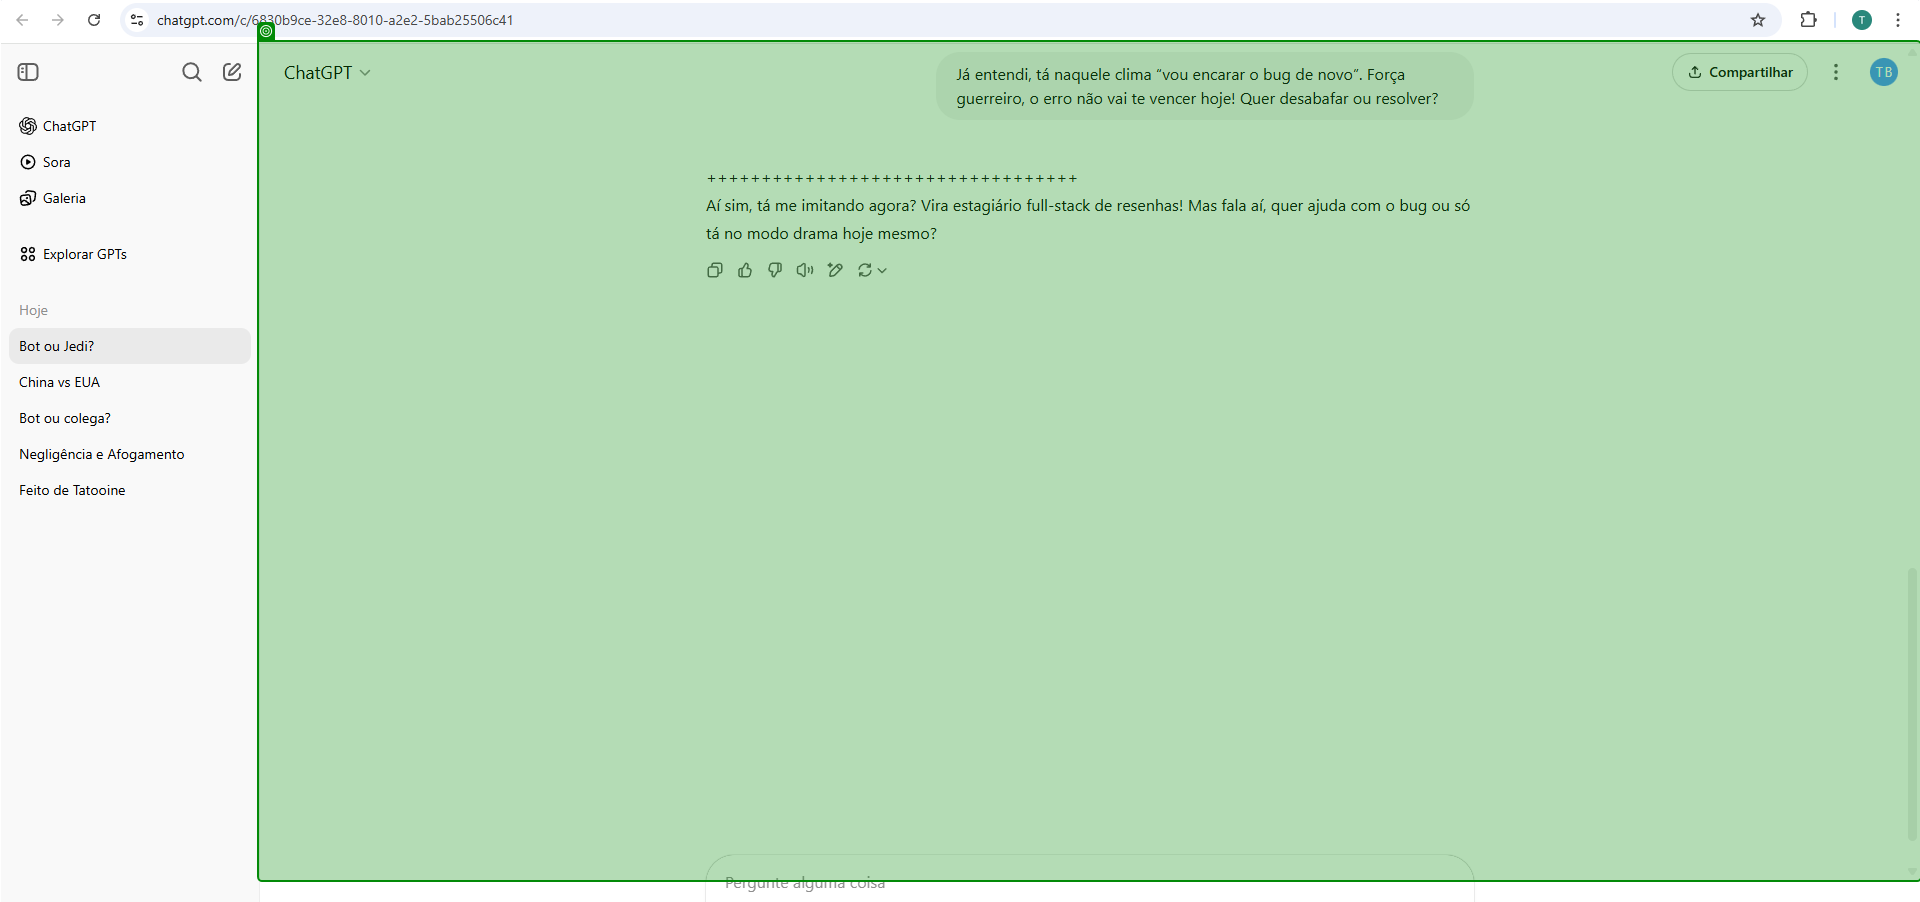 chatgpt.com/c/6830b9ce-32e8-8010-a2e2-5bab25506c41
T
ChatGPT
Sora
Galeria
Explorar GPTs
Hoje
Bot ou Jedi?
China vs EUA
Bot ou colega?
Negligência e Afogamento
Feito de Tatooine
ChatGPT
Compartilhar
TB
Já entendi, tá naquele clima “vou encarar o bug de novo”. Força
guerreiro, o erro não vai te vencer hoje! Quer desabafar ou resolver?
++++++++++++++++++++++++++++++++++
Aí sim, tá me imitando agora? Vira estagiário full-stack de resenhas! Mas fala aí, quer ajuda com o bug ou só
tá no modo drama hoje mesmo?
Pergunte alguma coisa